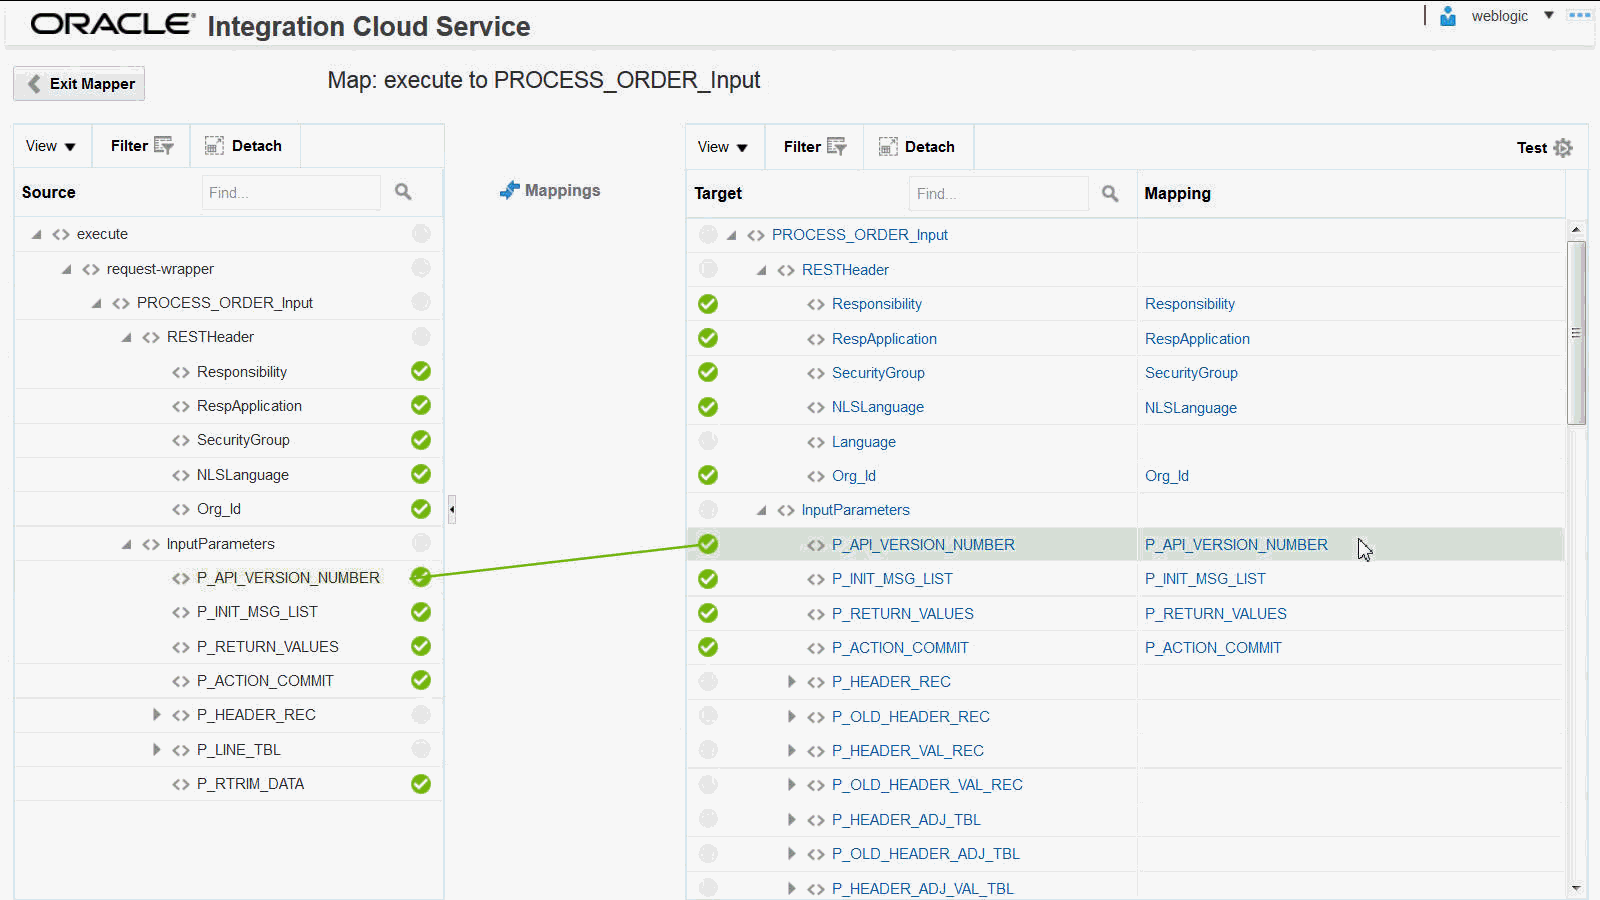 ORACLE Integration Cloud Service
weblogic
Exit Mapper
Map: execute to PROCESS_ORDER_Input
View Filter Detach
Source Find...
execute
request-wrapper
PROCESS_ORDER_Input
RESTHeader
Responsibility
RespApplication
SecurityGroup
NLSLanguage
Org_Id
InputParameters
P_API_VERSION_NUMBER
P_INIT_MSG_LIST
P_RETURN_VALUES
P_ACTION_COMMIT
P_HEADER_REC
P_LINE_TBL
P_RTRIM_DATA
Mappings
View Filter Detach Test
Target Find... Mapping
PROCESS_ORDER_Input
RESTHeader
Responsibility Responsibility
RespApplication RespApplication
SecurityGroup SecurityGroup
NLSLanguage NLSLanguage
Language
Org_Id Org_Id
InputParameters
P_API_VERSION_NUMBER P_API_VERSION_NUMBER
P_INIT_MSG_LIST P_INIT_MSG_LIST
P_RETURN_VALUES P_RETURN_VALUES
P_ACTION_COMMIT P_ACTION_COMMIT
P_HEADER_REC
P_OLD_HEADER_REC
P_HEADER_VAL_REC
P_OLD_HEADER_VAL_REC
P_HEADER_ADJ_TBL
P_OLD_HEADER_ADJ_TBL
P_HEADER_ADJ_VAL_TBL